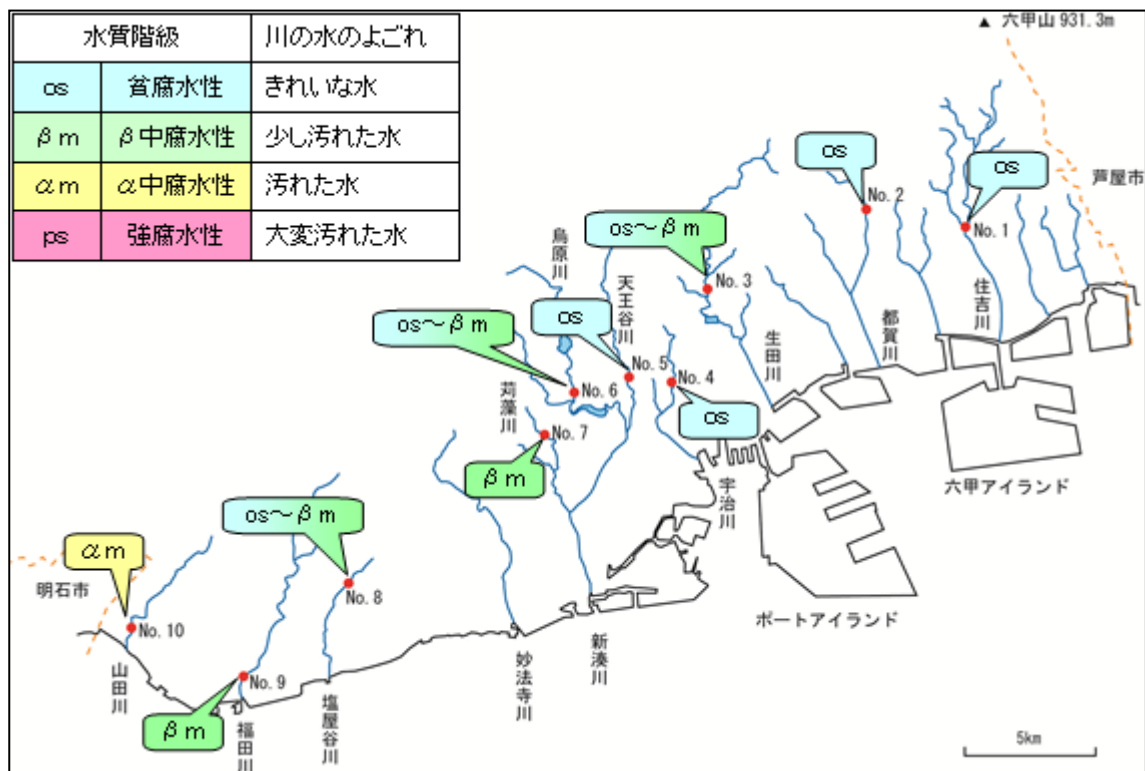 水質階級 川の水のよごれ
os 貧腐水性 きれいな水
βm β中腐水性 少し汚れた水
αm α中腐水性 汚れた水
ps 強腐水性 大変汚れた水
▲ 六甲山 931.3m
芦屋市
os
No.2
os
No.1
os～βm
No.3
烏原川
天王谷川
os～βm
os
No.5
No.4
No.6
os
苅藻川
No.7
βm
生田川
都賀川
住吉川
六甲アイランド
宇治川
ポートアイランド
os～βm
No.8
αm
明石市
No.10
No.9
βm
山田川
福田川
塩屋谷川
妙法寺川
新湊川
5km